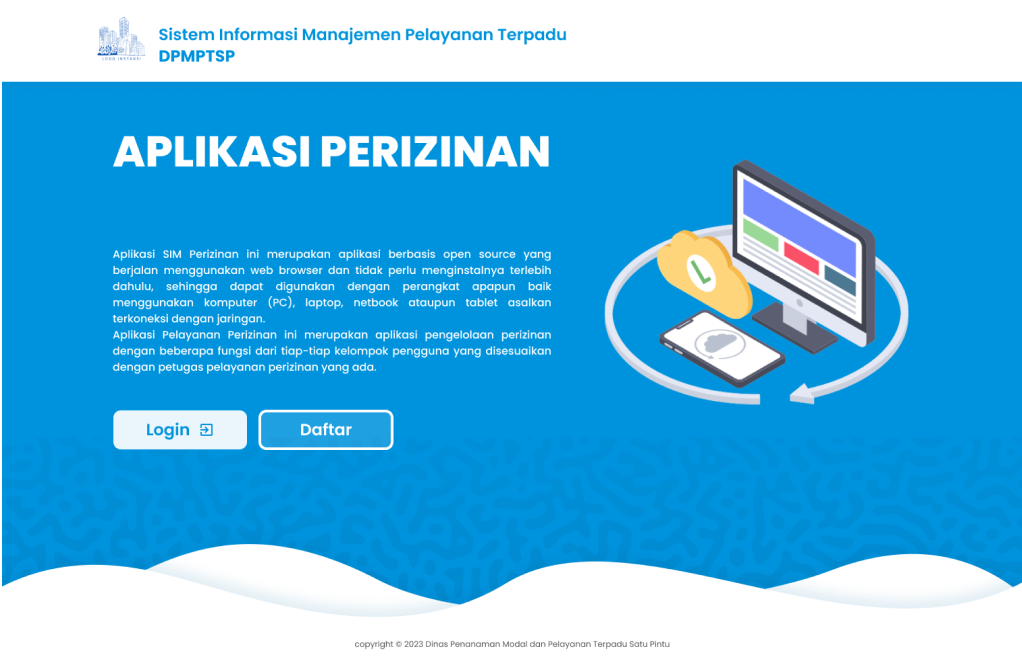 LOGO INSTANSI
Sistem Informasi Manajemen Pelayanan Terpadu
DPMPTSP
APLIKASI PERIZINAN
Aplikasi SIM Perizinan ini merupakan aplikasi berbasis open source yang
berjalan menggunakan web browser dan tidak perlu menginstalnya terlebih
dahulu, sehingga dapat digunakan dengan perangkat apapun baik
menggunakan komputer (PC), laptop, netbook ataupun tablet asalkan
terkoneksi dengan jaringan.
Aplikasi Pelayanan Perizinan ini merupakan aplikasi pengelolaan perizinan
dengan beberapa fungsi dari tiap-tiap kelompok pengguna yang disesuaikan
dengan petugas pelayanan perizinan yang ada.
Login
Daftar
copyright © 2023 Dinas Penanaman Modal dan Pelayanan Terpadu Satu Pintu